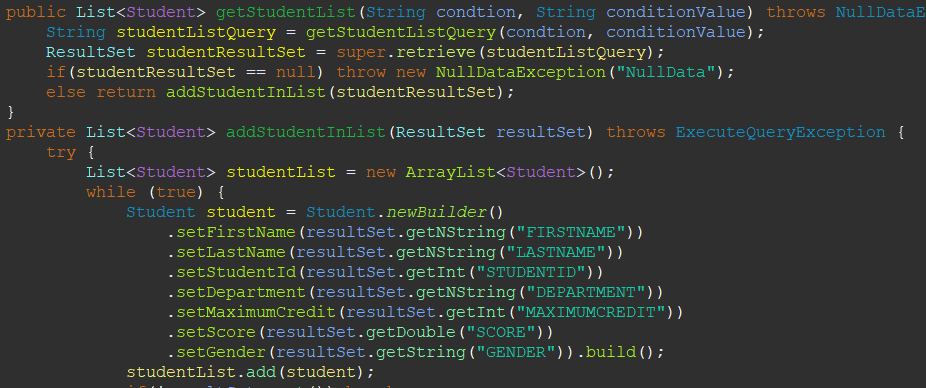 public List<Student> getStudentList(String condtion, String conditionValue) throws NullDataE
String studentListQuery = getStudentListQuery(condtion, conditionValue);
ResultSet studentResultSet = super.retrieve(studentListQuery);
if(studentResultSet == null) throw new NullDataException("NullData");
else return addStudentInList(studentResultSet);
}
private List<Student> addStudentInList(ResultSet resultSet) throws ExecuteQueryException {
try {
List<Student> studentList = new ArrayList<Student>();
while (true) {
Student student = Student.newBuilder()
.setFirstName(resultSet.getNString("FIRSTNAME"))
.setLastName(resultSet.getNString("LASTNAME"))
.setStudentId(resultSet.getInt("STUDENTID"))
.setDepartment(resultSet.getNString("DEPARTMENT"))
.setMaximumCredit(resultSet.getInt("MAXIMUMCREDIT"))
.setScore(resultSet.getDouble("SCORE"))
.setGender(resultSet.getString("GENDER")).build();
studentList.add(student);